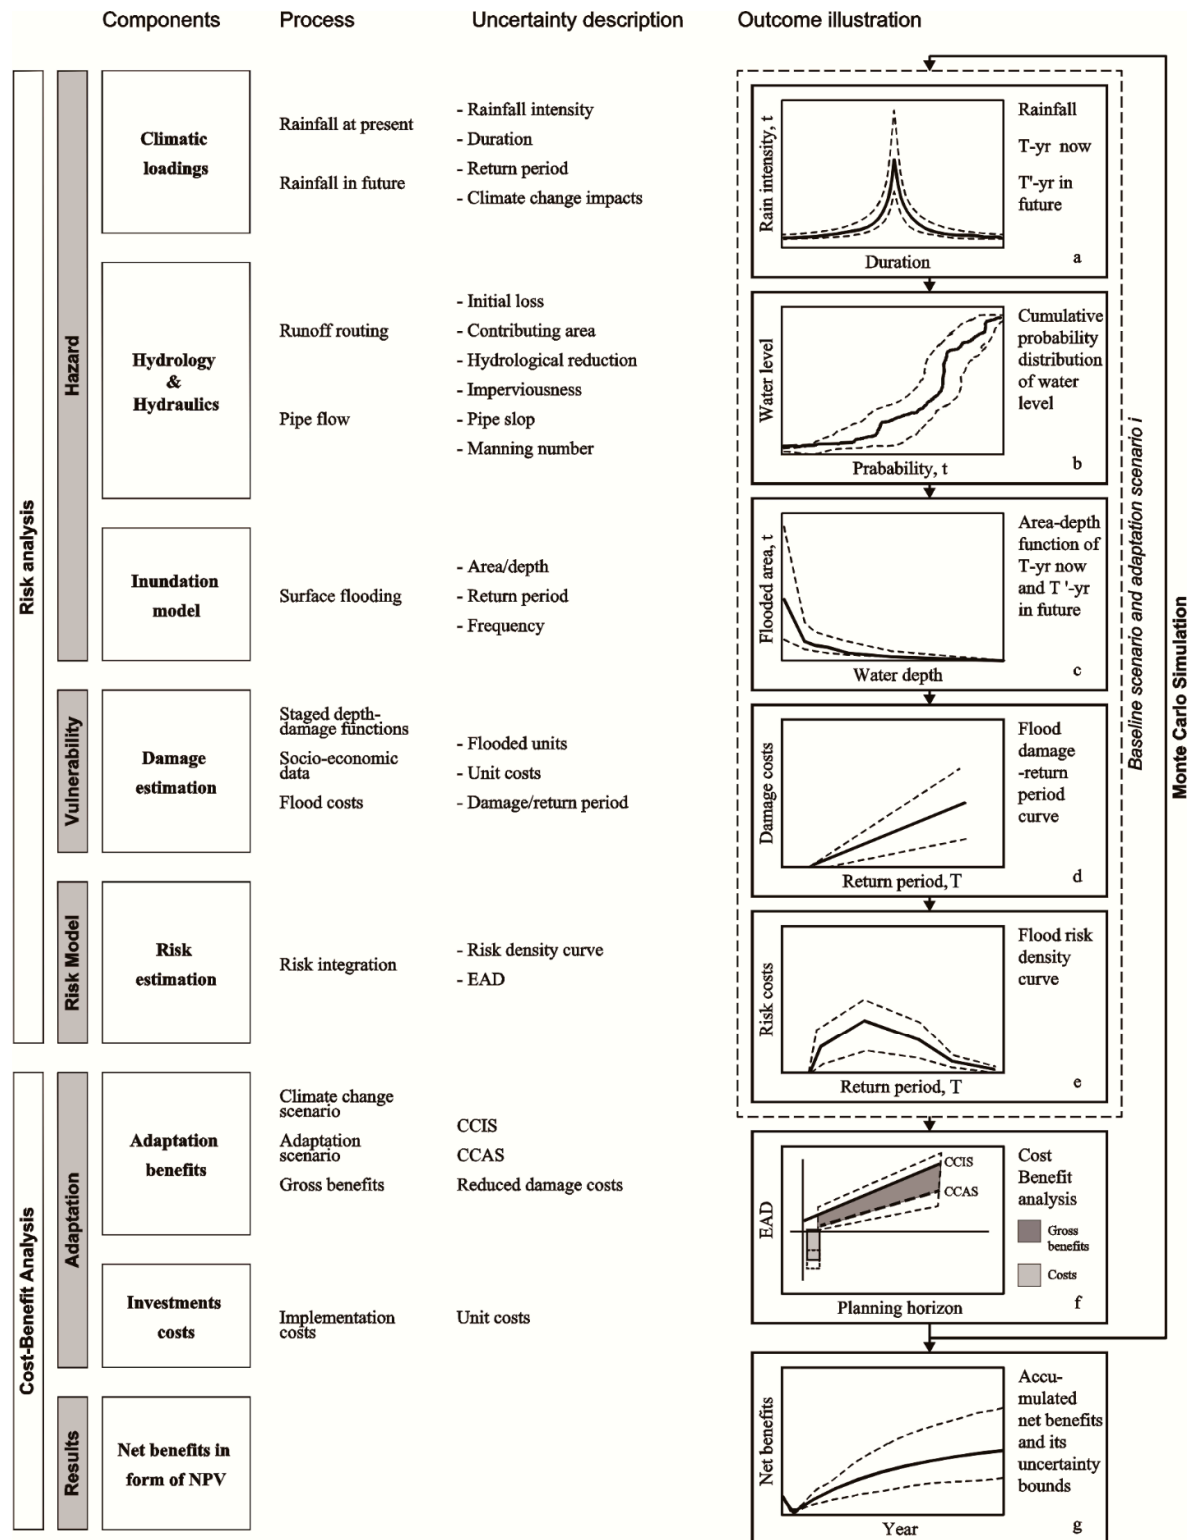 Components Process Uncertainty description Outcome illustration
Risk analysis
Hazard
Climatic
loadings
Rainfall at present
Rainfall in future
- Rainfall intensity
- Duration
- Return period
- Climate change impacts
Rain intensity, t
Duration
Rainfall
T-yr now
T'-yr in
future
a
Hydrology
&
Hydraulics
Runoff routing
Pipe flow
- Initial loss
- Contributing area
- Hydrological reduction
- Imperviousness
- Pipe slop
- Manning number
Water level
Prabability, t
Cumulative
probability
distribution
of water
level
b
Inundation
model
Surface flooding
- Area/depth
- Return period
- Frequency
Flooded area, t
Water depth
Area-depth
function of
T-yr now
and T '-yr
in future
c
Vulnerability
Damage
estimation
Staged depth-
damage functions
Socio-economic
data
Flood costs
- Flooded units
- Unit costs
- Damage/return period
Damage costs
Return period, T
Flood
damage
-return
period
curve
d
Risk Model
Risk
estimation
Risk integration
- Risk density curve
- EAD
Risk costs
Return period, T
Flood risk
density
curve
e
Baseline scenario and adaptation scenario i
Monte Carlo Simulation
Cost-Benefit Analysis
Adaptation
Adaptation
benefits
Climate change
scenario
Adaptation
scenario
Gross benefits
CCIS
CCAS
Reduced damage costs
EAD
CCIS
CCAS
Planning horizon
Cost
Benefit
analysis
Gross
benefits
Costs
f
Investments
costs
Implementation
costs
Unit costs
Results
Net benefits in
form of NPV
Net benefits
Year
Accu-
mulated
net benefits
and its
uncertainty
bounds
g